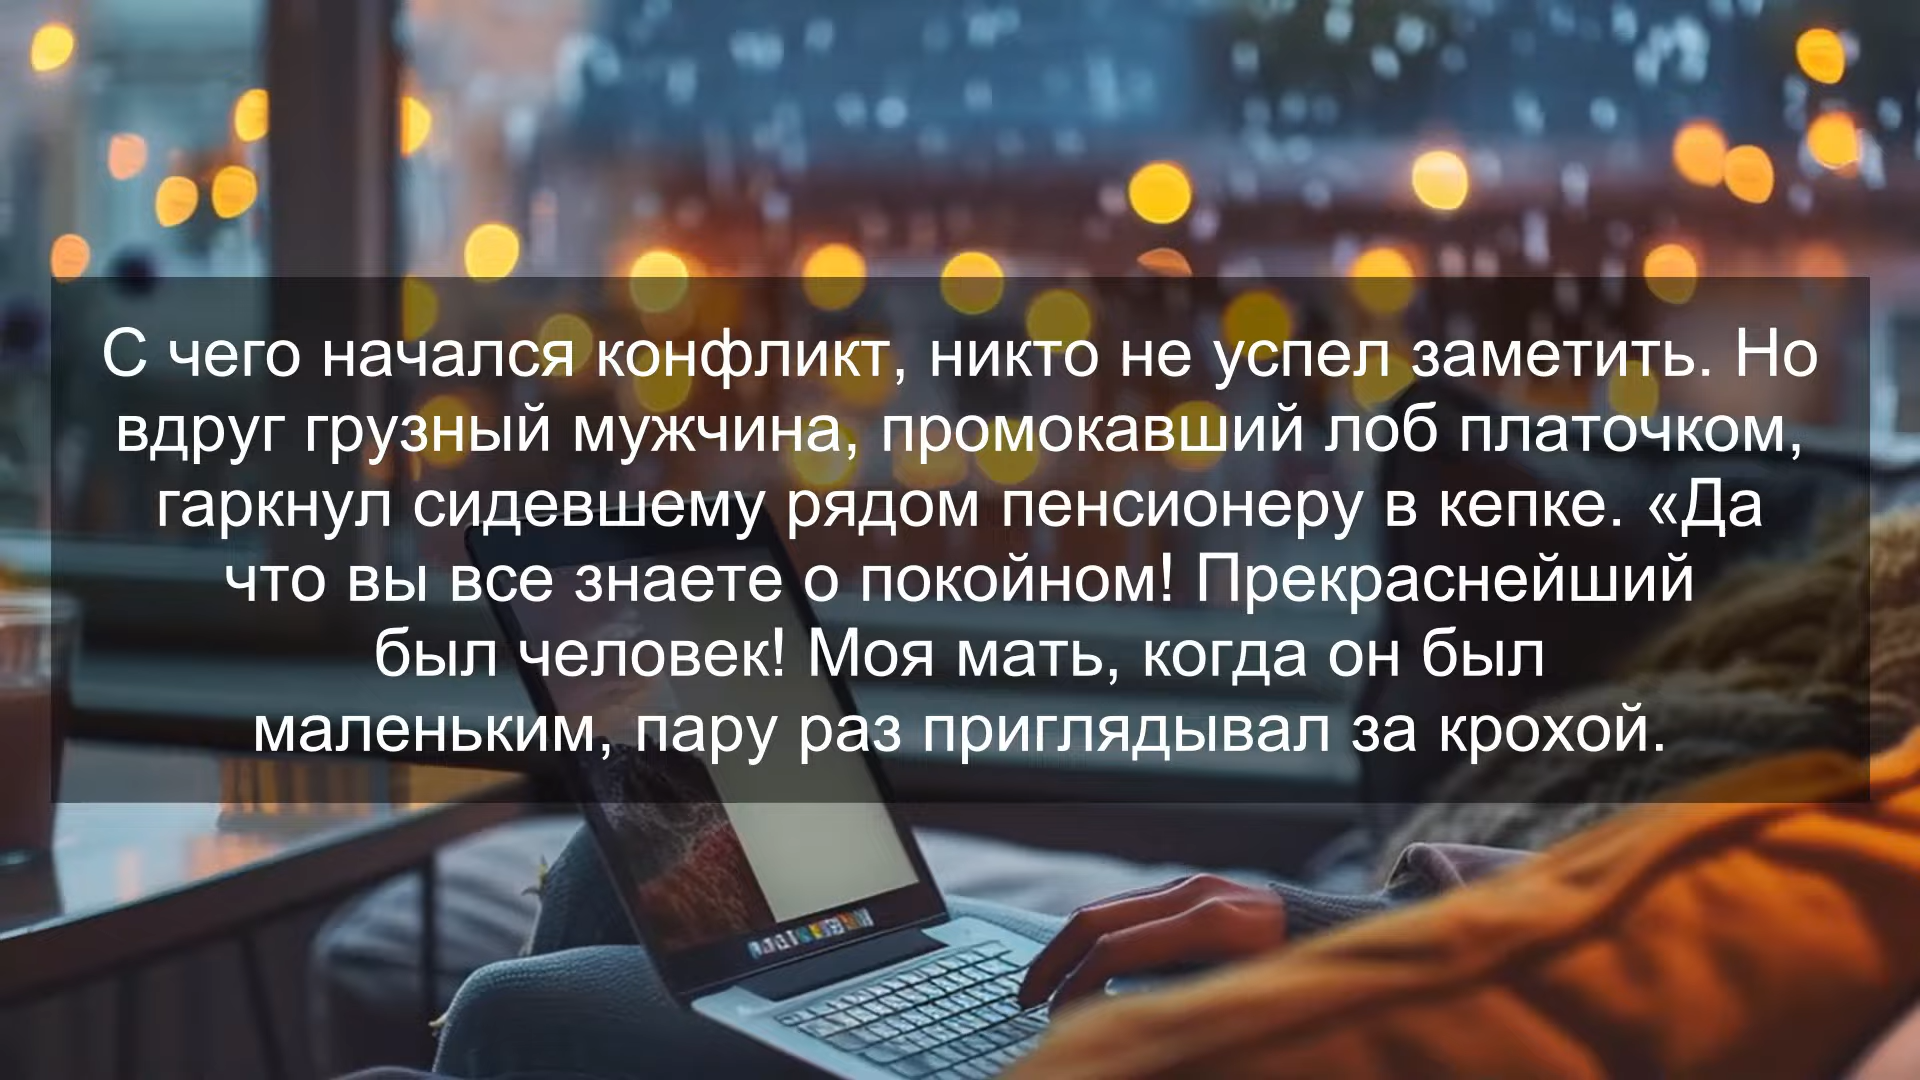 С чего начался конфликт, никто не успел заметить. Но
вдруг грузный мужчина, промокавший лоб платочком,
гаркнул сидевшему рядом пенсионеру в кепке. «Да
что вы все знаете о покойном! Прекраснейший
был человек! Моя мать, когда он был
маленьким, пару раз приглядывал за крохой.